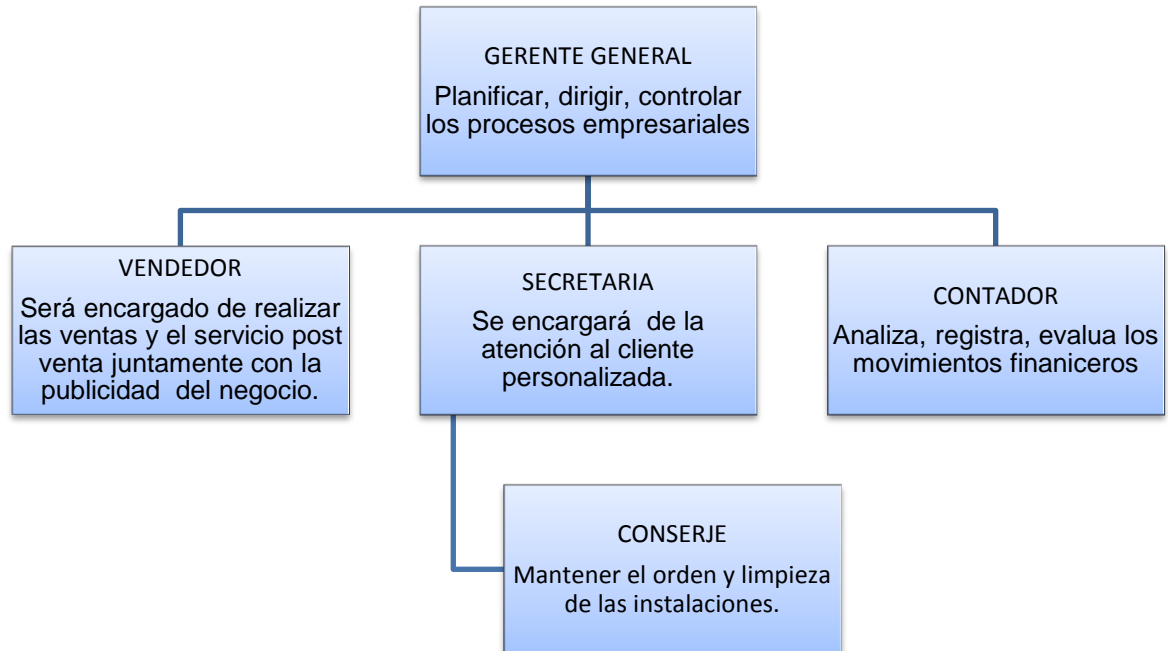 GERENTE GENERAL
Planificar, dirigir, controlar
los procesos empresariales
VENDEDOR
Será encargado de realizar
las ventas y el servicio post
venta juntamente con la
publicidad del negocio.
SECRETARIA
Se encargará de la
atención al cliente
personalizada.
CONTADOR
Analiza, registra, evalua los
movimientos finaniceros
CONSERJE
Mantener el orden y limpieza
de las instalaciones.